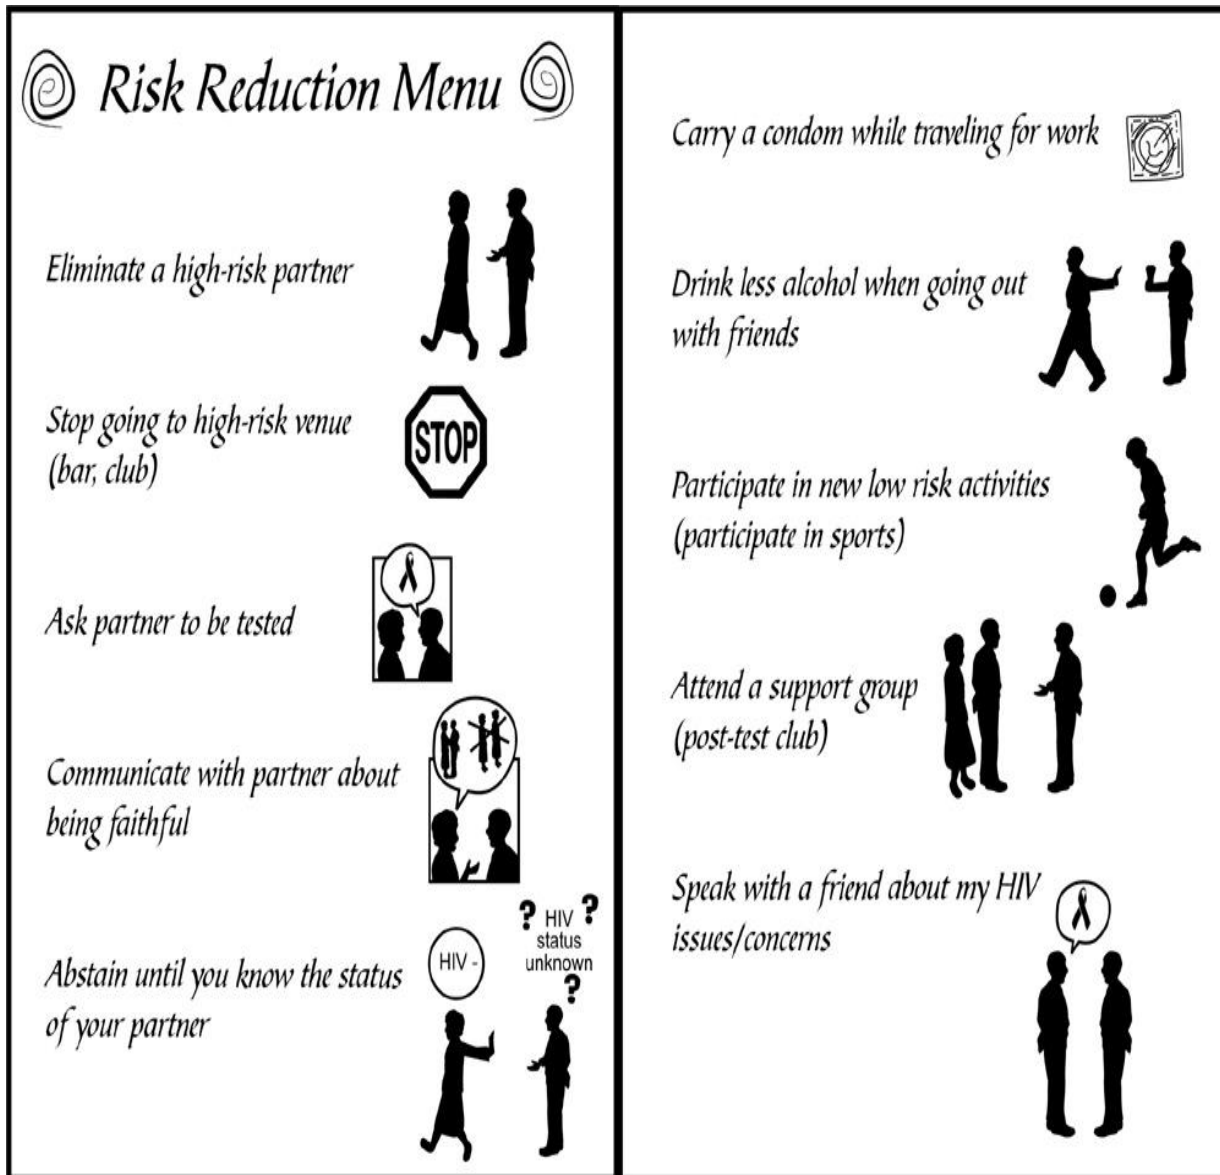 Risk Reduction Menu
Eliminate a high-risk partner
Stop going to high-risk venue
(bar, club)
STOP
Ask partner to be tested
Communicate with partner about
being faithful
Abstain until you know the status
of your partner
HIV -
? HIV ?
status
unknown
?
Carry a condom while traveling for work
Drink less alcohol when going out
with friends
Participate in new low risk activities
(participate in sports)
Attend a support group
(post-test club)
Speak with a friend about my HIV
issues/concerns